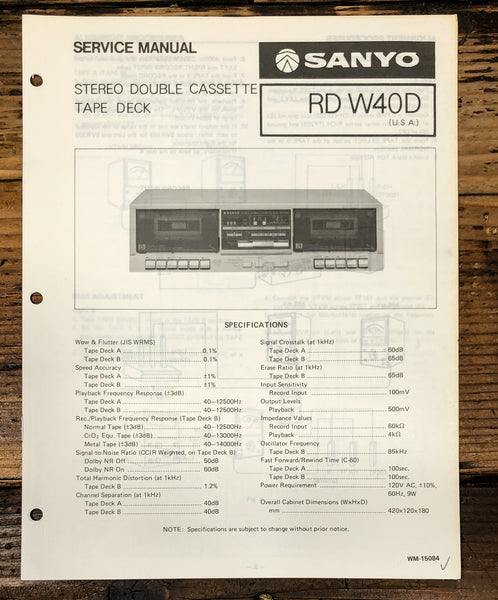 SERVICE MANUAL
SANYO
STEREO DOUBLE CASSETTE
TAPE DECK
RD W40D
(U.S.A.)
SANYO
SPECIFICATIONS
Wow & Flutter (JIS WRMS)
Tape Deck A 0.1%
Tape Deck B 0.1%
Speed Accuracy
Tape Deck A ±1%
Tape Deck B ±1%
Playback Frequency Response (±3dB)
Tape Deck A 40–12500Hz
Tape Deck B 40–12500Hz
Rec./Playback Frequency Response (Tape Deck B)
Normal Tape (±3dB) 40–12500Hz
CrO₂ Equ. Tape (±3dB) 40–13000Hz
Metal Tape (±3dB) 40–14000Hz
Signal-to-Noise Ratio (CCIR Weighted, on Tape Deck B)
Dolby NR Off 50dB
Dolby NR On 60dB
Total Harmonic Distortion (at 1kHz)
Tape Deck B 1.2%
Channel Separation (at 1kHz)
Tape Deck A 40dB
Tape Deck B 40dB
Signal Crosstalk (at 1kHz)
Tape Deck A 60dB
Tape Deck B 65dB
Erase Ratio (at 1kHz)
Tape Deck B 65dB
Input Sensitivity
Record Input 100mV
Output Levels
Playback 500mV
Impedance Values
Record Input 60kΩ
Playback 4kΩ
Oscillator Frequency
Tape Deck B 85kHz
Fast Forward/Rewind Time (C-60)
Tape Deck A 100sec.
Tape Deck B 100sec.
Power Requirement 120V AC, ±10%,
60Hz, 9W
Overall Cabinet Dimensions (WxHxD)
mm 420x120x180
NOTE: Specifications are subject to change without prior notice.
WM-15084